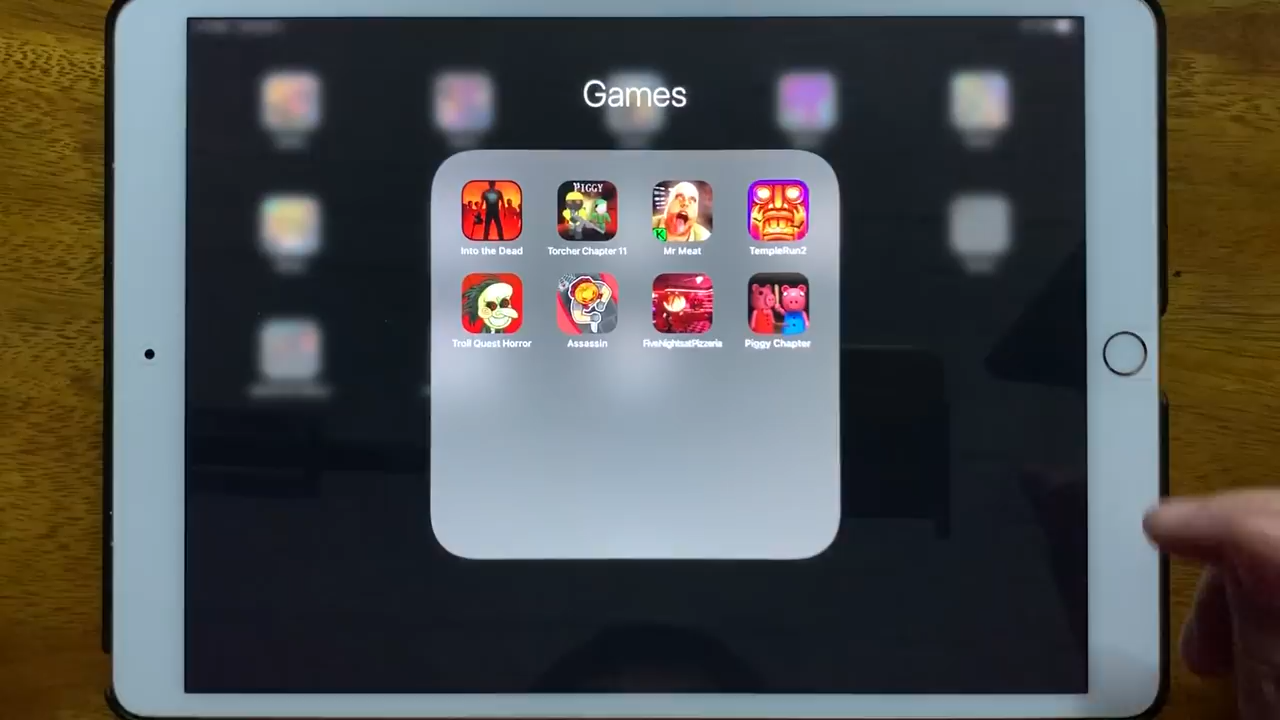 Games
PIGGY
Into the Dead
Torcher Chapter 11
Mr Meat
TempleRun2
Troll Quest Horror
Assassin
FiveNightsatPizzeria
Piggy Chapter